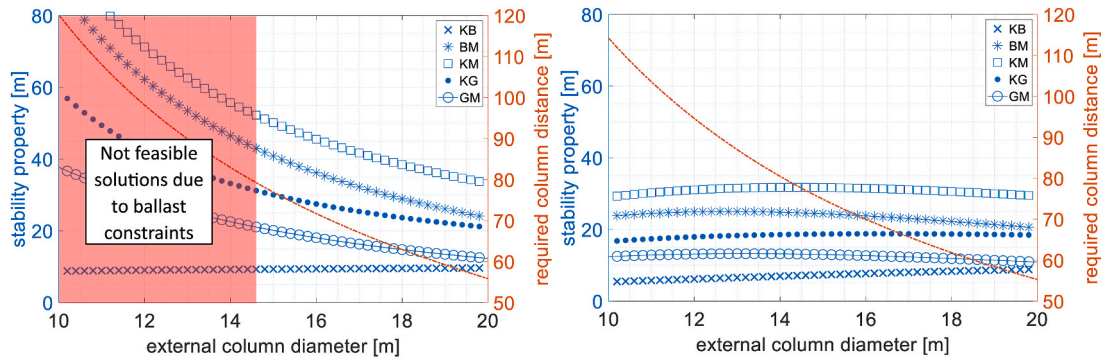 stability property [m]
80
60
40
20
0
Not feasible
solutions due
to ballast
constraints
KB
BM
KM
KG
GM
120
110
100
90
80
70
60
50
required column distance [m]
10
12
14
16
18
20
external column diameter [m]
stability property [m]
80
60
40
20
0
KB
BM
KM
KG
GM
120
110
100
90
80
70
60
50
required column distance [m]
10
12
14
16
18
20
external column diameter [m]